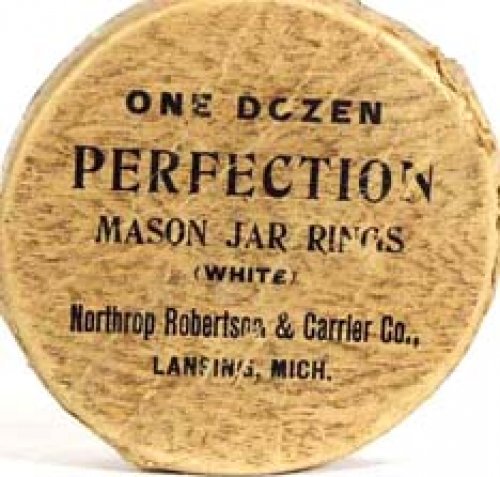 ONE DOZEN
PERFECTION
MASON JAR RINGS
(WHITE)
Northrop Robertson & Carrier Co.,
LANSING, MICH.